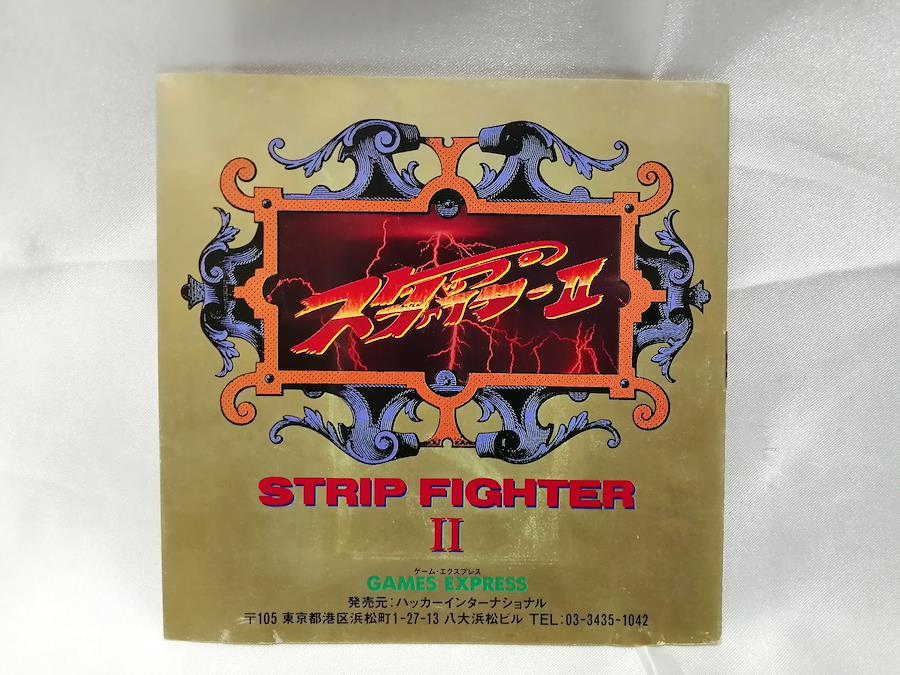 ストリップファイターII
STRIP FIGHTER
II
ゲーム・エクスプレス
GAMES EXPRESS
発売元:ハッカーインターナショナル
〒105 東京都港区浜松町1-27-13 八大浜松ビル TEL:03-3435-1042